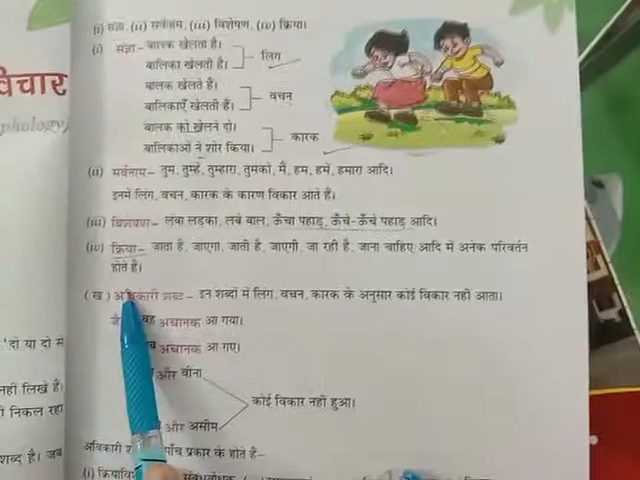 (i) संज्ञा, (ii) सर्वनाम, (iii) विशेषण, (iv) क्रिया।
(i) संज्ञा– बालक खेलता है।
बालिका खेलती है।
लिंग
बालक खेलते हैं।
बालिकाएँ खेलती हैं।
वचन
बालक को खेलने दो।
बालिकाओं ने शोर किया।
कारक
(ii) सर्वनाम– तुम, तुम्हें, तुम्हारा, तुमको, मैं, हम, हमें, हमारा आदि।
इनमें लिंग, वचन, कारक के कारण विकार आते हैं।
(iii) विशेषण– लंबा लड़का, लंबे बाल, ऊँचा पहाड़, ऊँचे-ऊँचे पहाड़ आदि।
(iv) क्रिया– जाता है, जाएगा, जाती है, जाएगी, जा रही है, जाना चाहिए आदि में अनेक परिवर्तन
होते हैं।
(ख) अविकारी शब्द– इन शब्दों में लिंग, वचन, कारक के अनुसार कोई विकार नहीं आता।
वह अचानक आ गया।
अचानक आ गए।
और वीना
कोई विकार नहीं हुआ।
और असीम
अविकारी पाँच प्रकार के होते हैं–
(i)
विचार
phology)
'दो या दो
नहीं लिखे हैं।
निकल रहा
शब्द है। जब